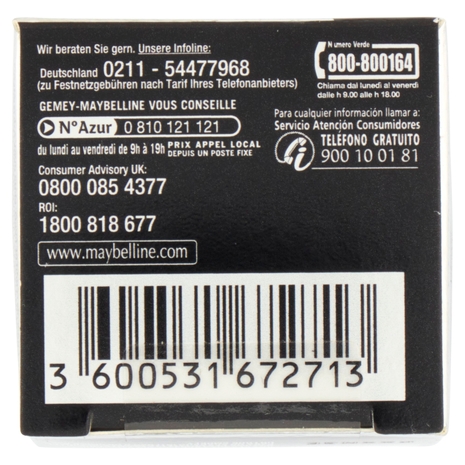 Wir beraten Sie gern. Unsere Infoline:
Deutschland 0211 - 54477968
(zu Festnetzgebühren nach Tarif Ihres Telefonanbieters)
GEMEY-MAYBELLINE VOUS CONSEILLE
N°Azur 0 810 121 121
du lundi au vendredi de 9h à 19h PRIX APPEL LOCAL
DEPUIS UN POSTE FIXE
Consumer Advisory UK:
0800 085 4377
ROI:
1800 818 677
www.maybelline.com
Numero Verde
800-800164
Chiama dal lunedì al venerdì
dalle h 9.00 alle h 18.00
Para cualquier información llamar a:
Servicio Atención Consumidores
TELÉFONO GRATUITO
900 10 01 81
3 600531 672713